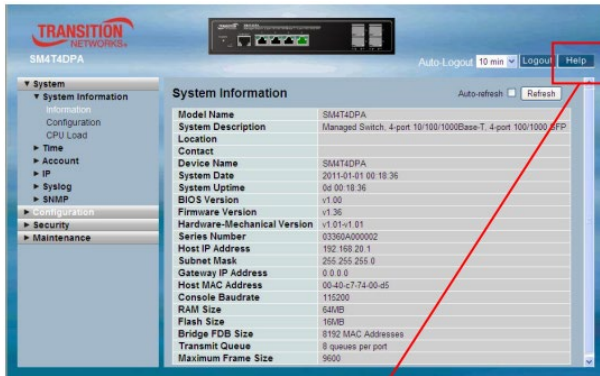 TRANSITION
NETWORKS
SM4T4DPA
Auto-Logout 10 min Logout Help
▼ System
▼ System Information
Information
Configuration
CPU Load
► Time
► Account
► IP
► Syslog
► SNMP
► Configuration
► Security
► Maintenance
System Information
Auto-refresh Refresh
Model Name SM4T4DPA
System Description Managed Switch, 4-port 10/100/1000Base-T, 4-port 100/1000 SFP
Location
Contact
Device Name SM4T4DPA
System Date 2011-01-01 00:18:36
System Uptime 0d 00:18:36
BIOS Version v1.00
Firmware Version v1.36
Hardware-Mechanical Version v1.01-v1.01
Series Number 03360A000002
Host IP Address 192.168.20.1
Subnet Mask 255.255.255.0
Gateway IP Address 0.0.0.0
Host MAC Address 00-40-c7-74-00-d5
Console Baudrate 115200
RAM Size 64MB
Flash Size 16MB
Bridge FDB Size 8192 MAC Addresses
Transmit Queue 8 queues per port
Maximum Frame Size 9600